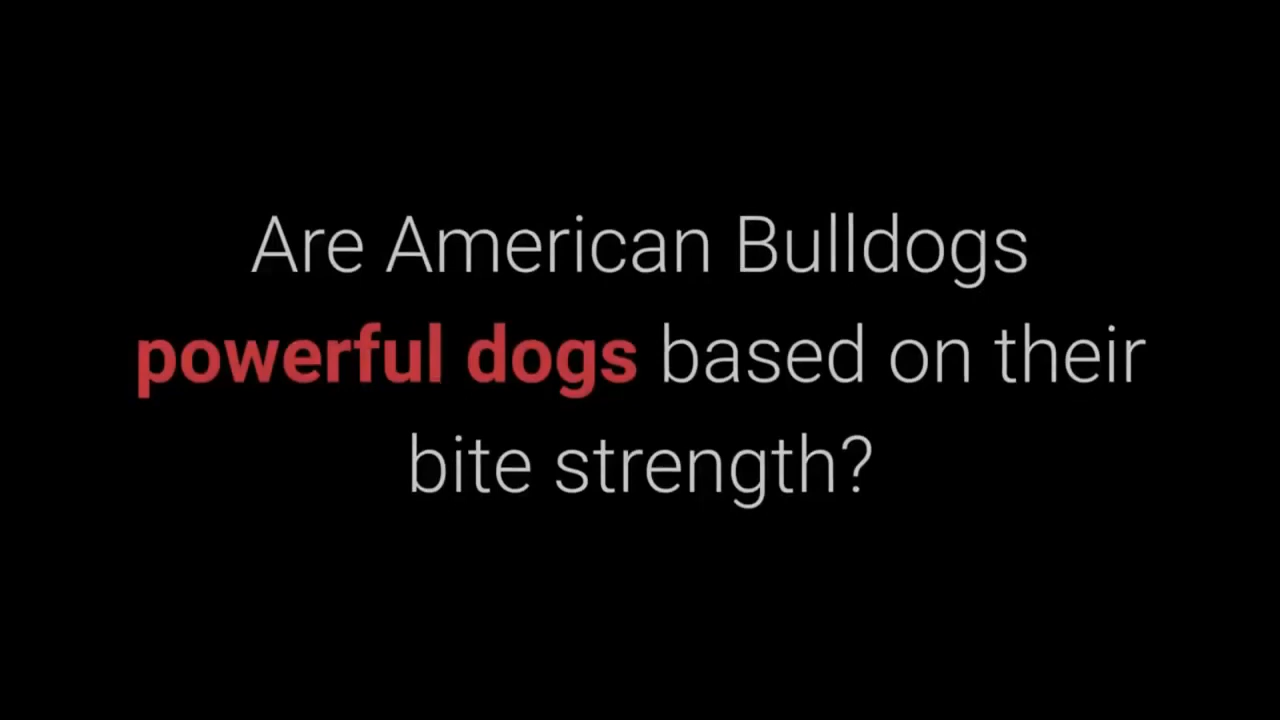 Are American Bulldogs
powerful dogs based on their
bite strength?